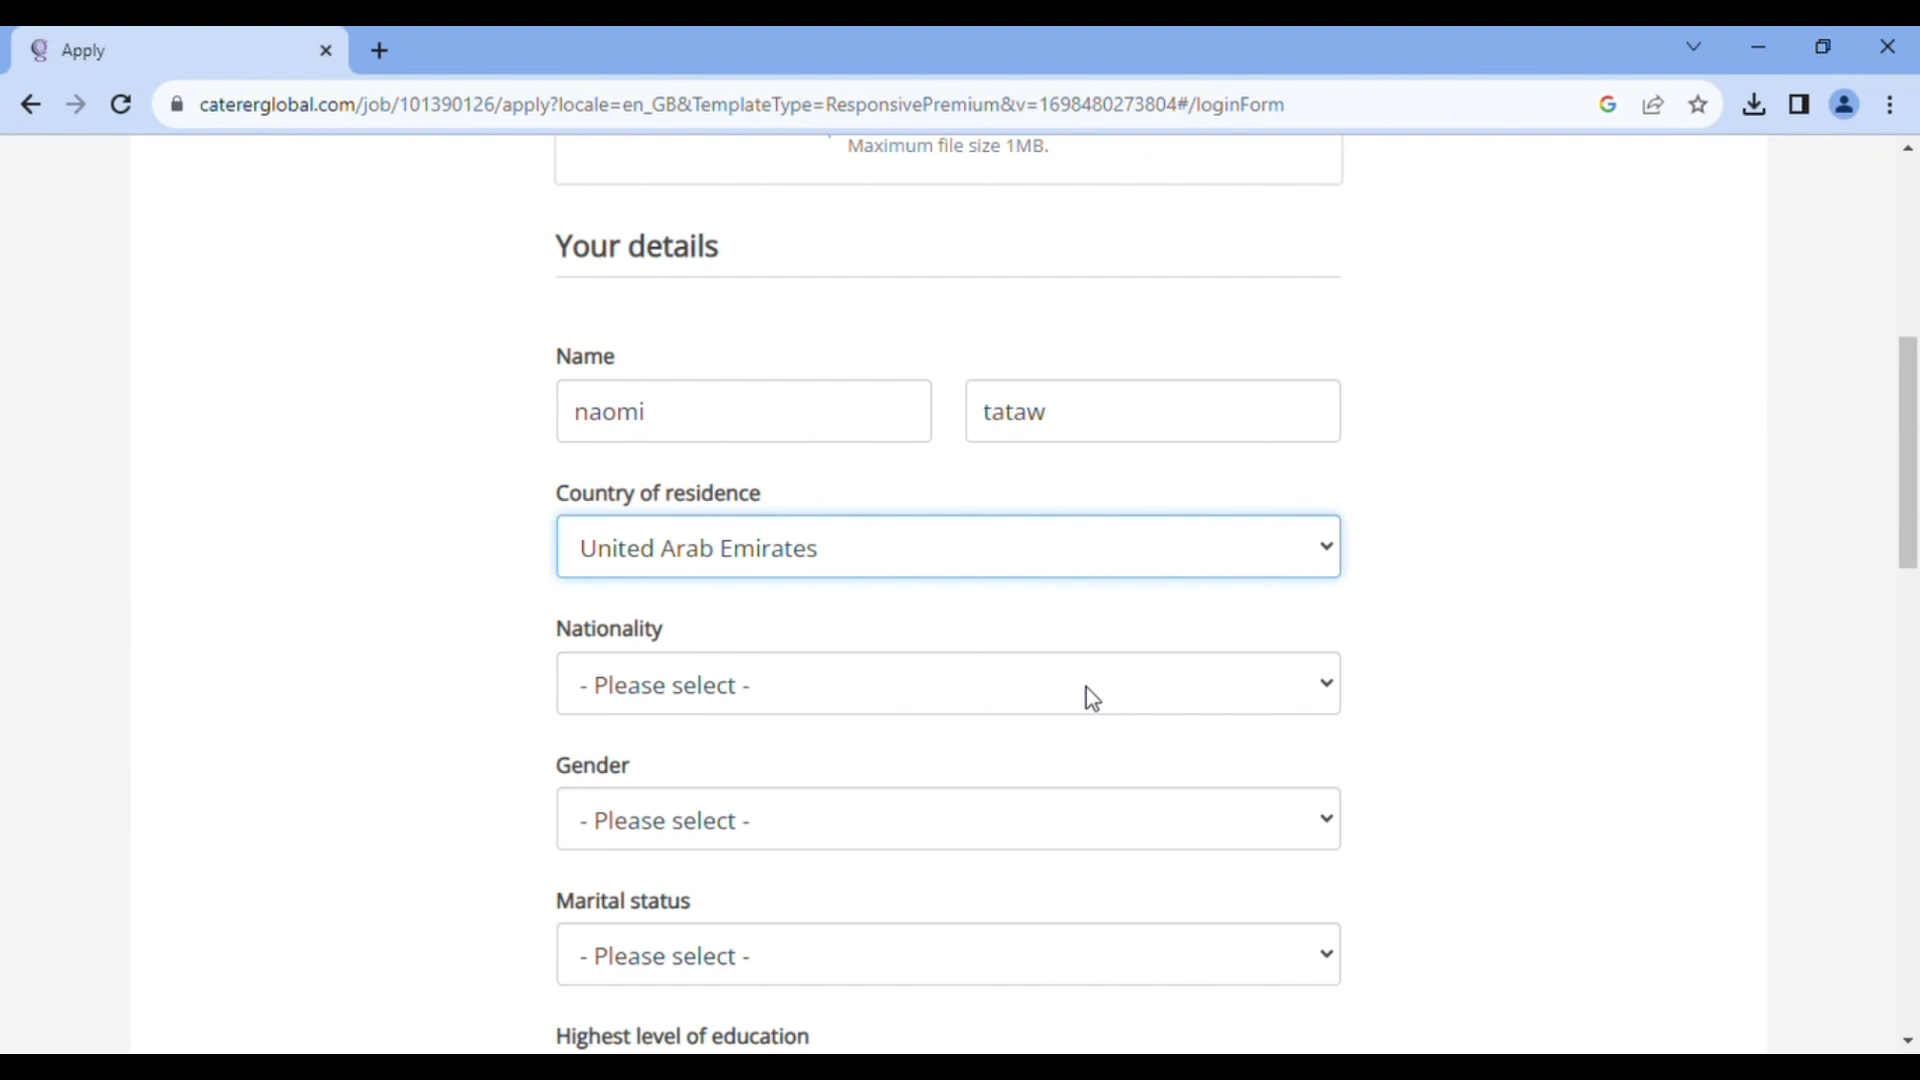 Apply
catererglobal.com/job/101390126/apply?locale=en_GB&TemplateType=ResponsivePremium&v=1698480273804#/loginForm
Maximum file size 1MB.
Your details
Name
naomi tataw
Country of residence
United Arab Emirates
Nationality
- Please select -
Gender
- Please select -
Marital status
- Please select -
Highest level of education